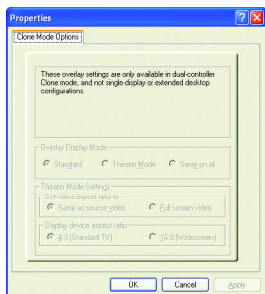 Properties
Clone Mode Options
These overlay settings are only available in dual-controller
Clone mode, and not single-display or extended desktop
configurations.
Overlay Display Mode
Standard
Theater Mode
Same on all
Theater Mode Settings
Set video aspect ratio to
Same as source video
Full screen video
Display device aspect ratio
4:3 (Standard TV)
16:9 (Widescreen)
OK
Cancel
Apply